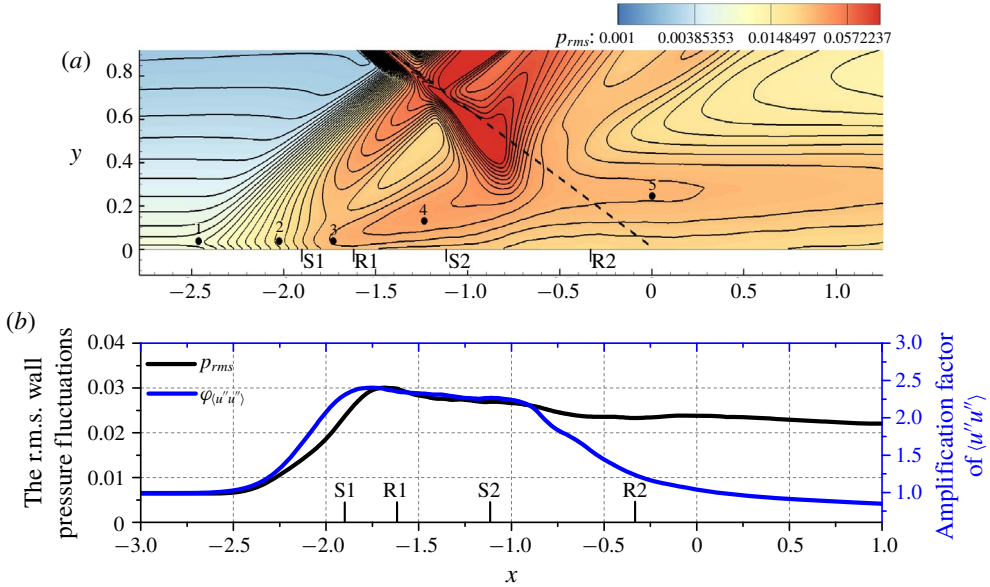 p_rms: 0.001 0.00385353 0.0148497 0.0572237
(a)
0.8
0.6
y
0.4
0.2
0
1 2 3 4 5
S1 R1 S2 R2
−2.5 −2.0 −1.5 −1.0 −0.5 0 0.5 1.0
(b)
The r.m.s. wall
pressure fluctuations
0.04
0.03
0.02
0.01
0
p_rms
φ⟨u″u″⟩
S1 R1 S2 R2
3.0
2.5
2.0
1.5
1.0
Amplification factor
of ⟨u″u″⟩
−3.0 −2.5 −2.0 −1.5 −1.0 −0.5 0 0.5 1.0
x